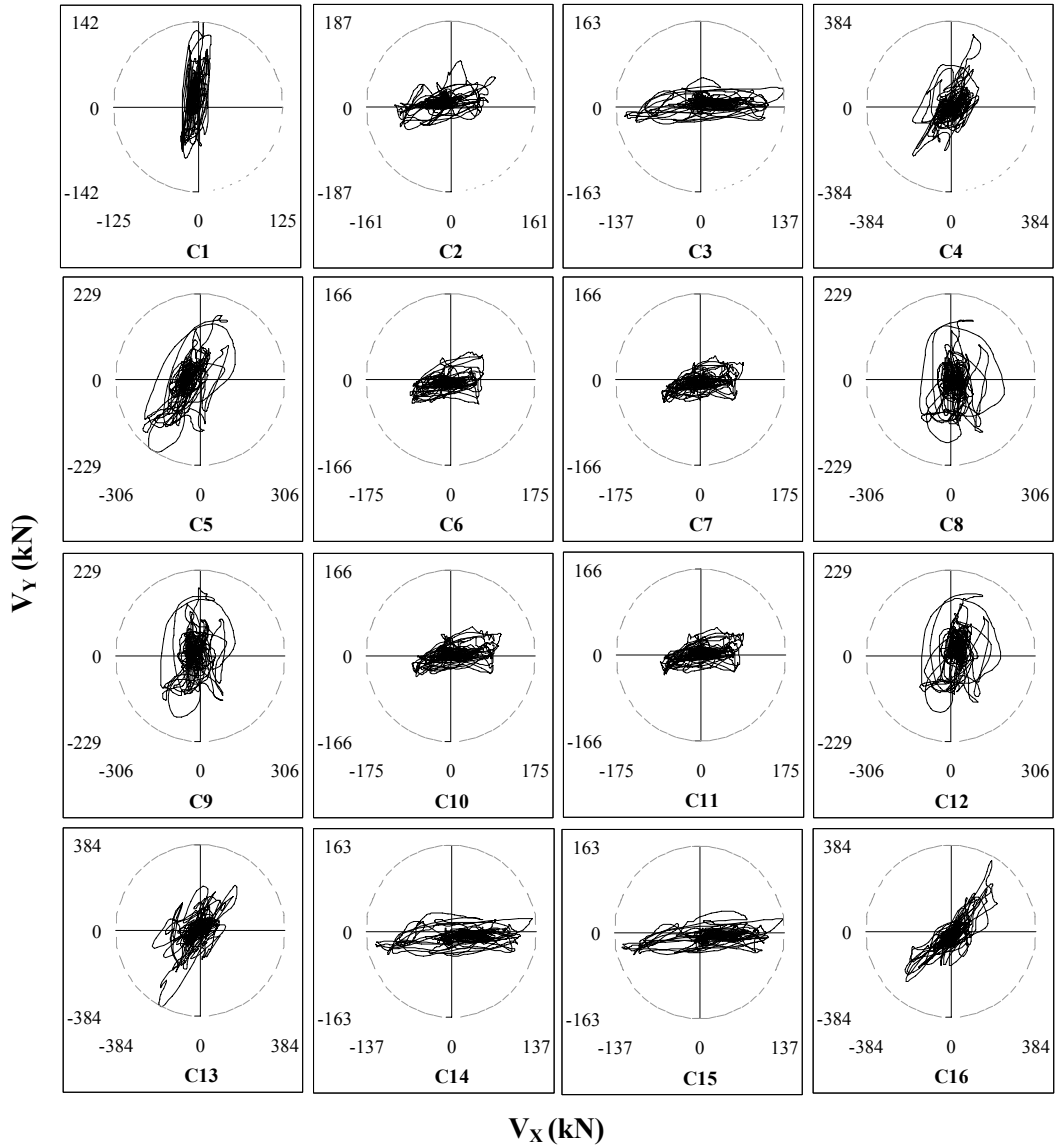 142
0
-142
-125 0 125
C1
187
0
-187
-161 0 161
C2
163
0
-163
-137 0 137
C3
384
0
-384
-384 0 384
C4
229
0
-229
-306 0 306
C5
166
0
-166
-175 0 175
C6
166
0
-166
-175 0 175
C7
229
0
-229
-306 0 306
C8
V_Y (kN)
229
0
-229
-306 0 306
C9
166
0
-166
-175 0 175
C10
166
0
-166
-175 0 175
C11
229
0
-229
-306 0 306
C12
384
0
-384
-384 0 384
C13
163
0
-163
-137 0 137
C14
163
0
-163
-137 0 137
C15
384
0
-384
-384 0 384
C16
V_X (kN)